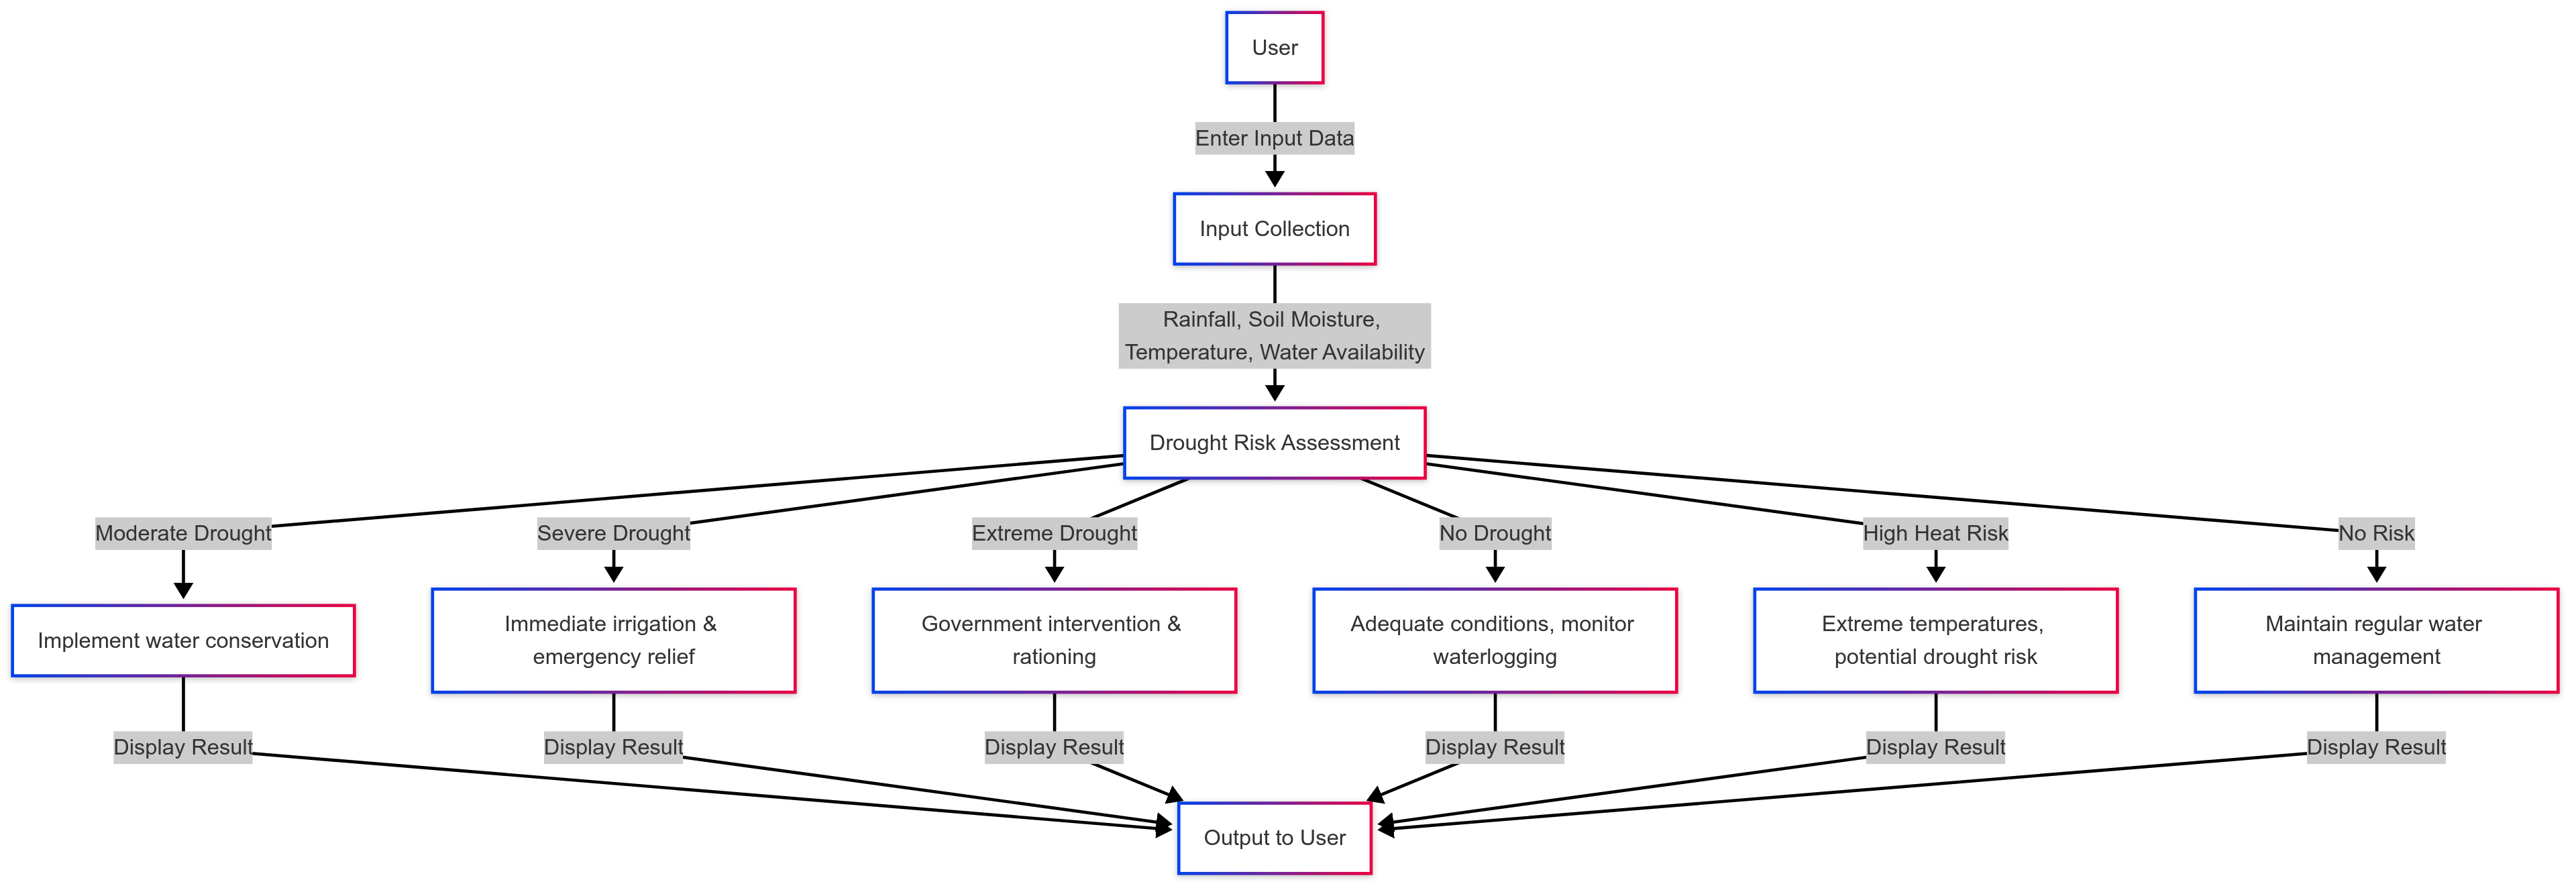 User
Enter Input Data
Input Collection
Rainfall, Soil Moisture,
Temperature, Water Availability
Drought Risk Assessment
Moderate Drought
Severe Drought
Extreme Drought
No Drought
High Heat Risk
No Risk
Implement water conservation
Immediate irrigation &
emergency relief
Government intervention &
rationing
Adequate conditions, monitor
waterlogging
Extreme temperatures,
potential drought risk
Maintain regular water
management
Display Result
Display Result
Display Result
Display Result
Display Result
Display Result
Output to User